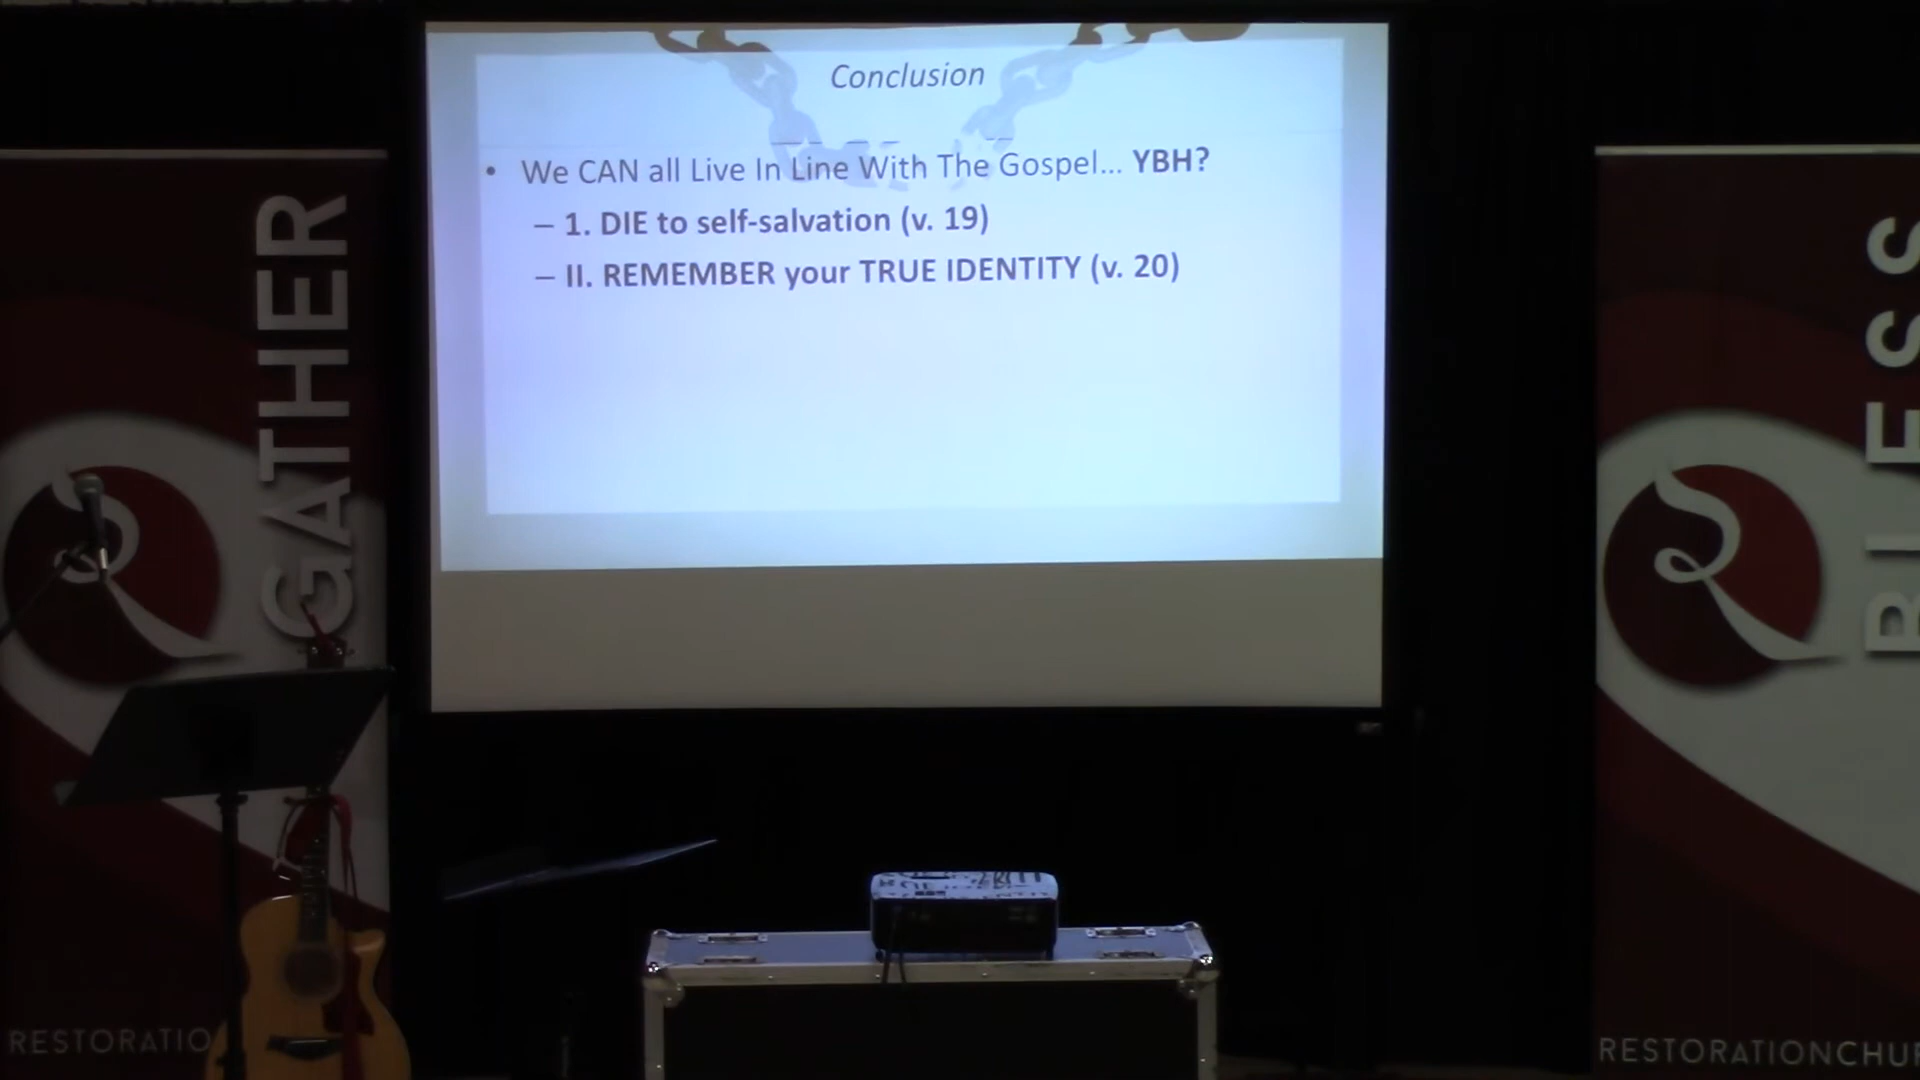 Conclusion
• We CAN all Live In Line With The Gospel... YBH?
– 1. DIE to self-salvation (v. 19)
– II. REMEMBER your TRUE IDENTITY (v. 20)
GATHER
BLESS
RESTORATIO
RESTORATIONCHU